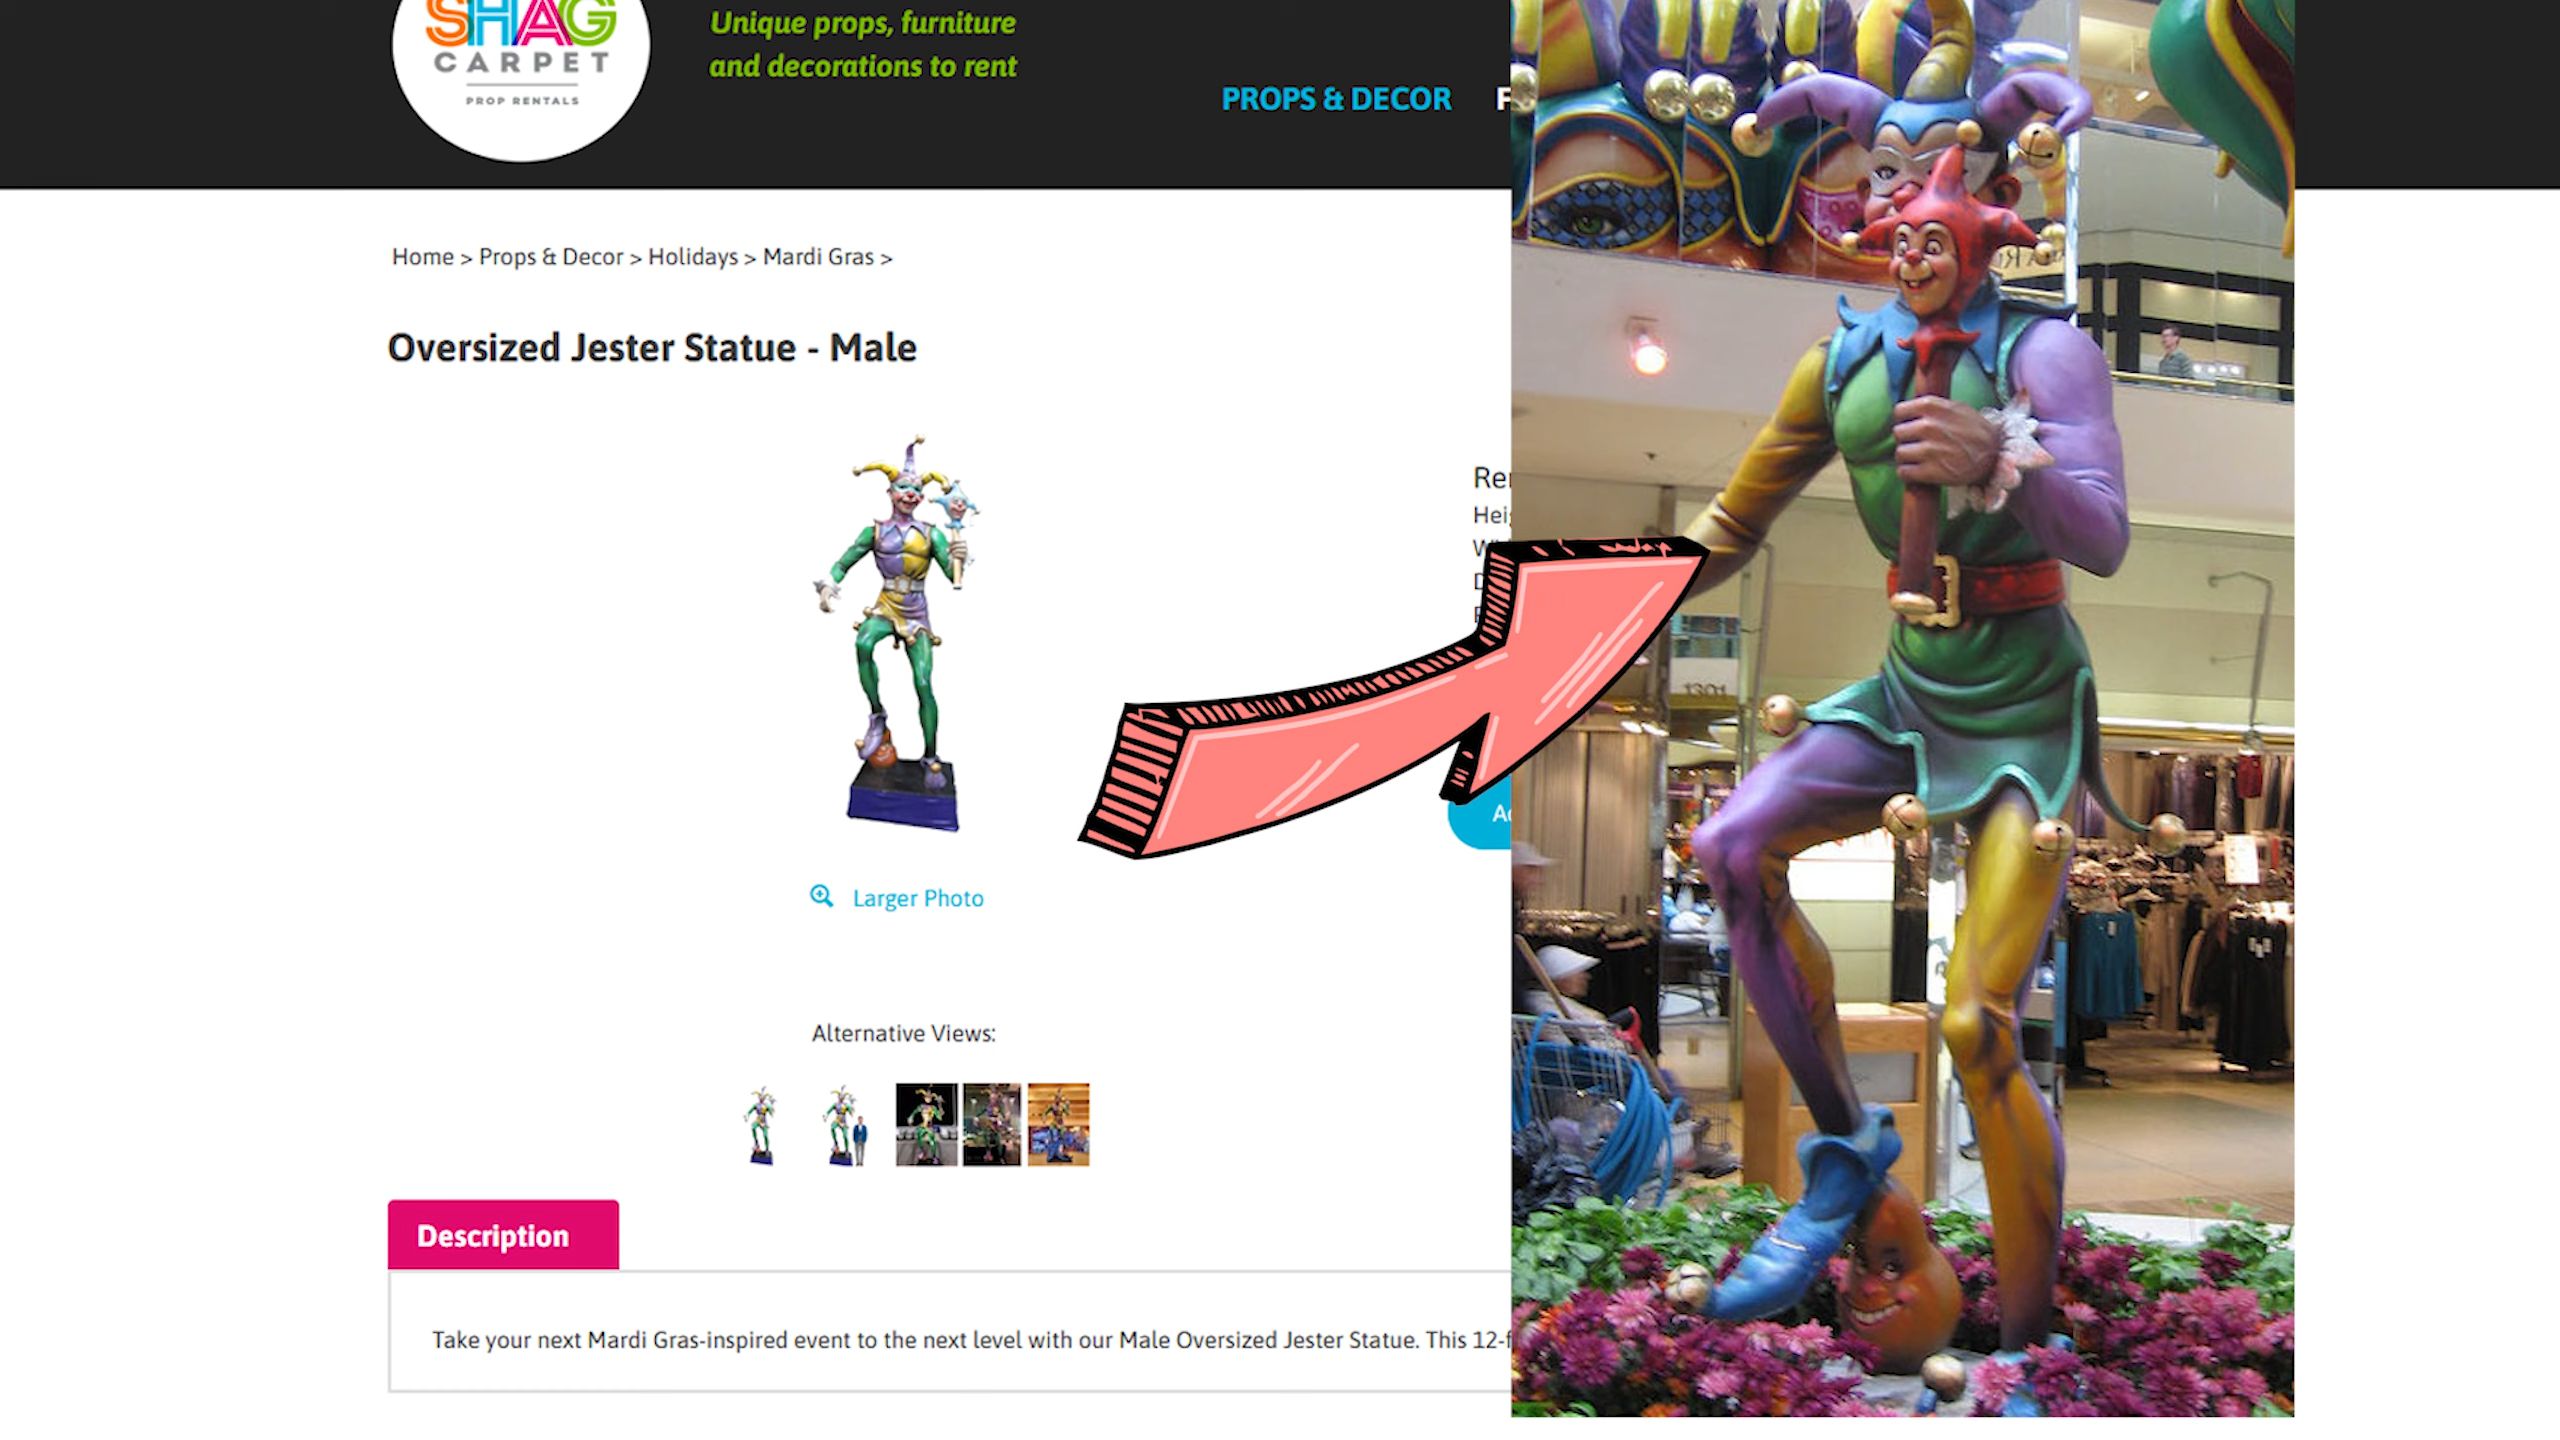 SHAG
CARPET
PROP RENTALS
Unique props, furniture
and decorations to rent
PROPS & DECOR
Home > Props & Decor > Holidays > Mardi Gras >
Oversized Jester Statue - Male
1301
Larger Photo
Alternative Views:
Description
Take your next Mardi Gras-inspired event to the next level with our Male Oversized Jester Statue. This 12-f